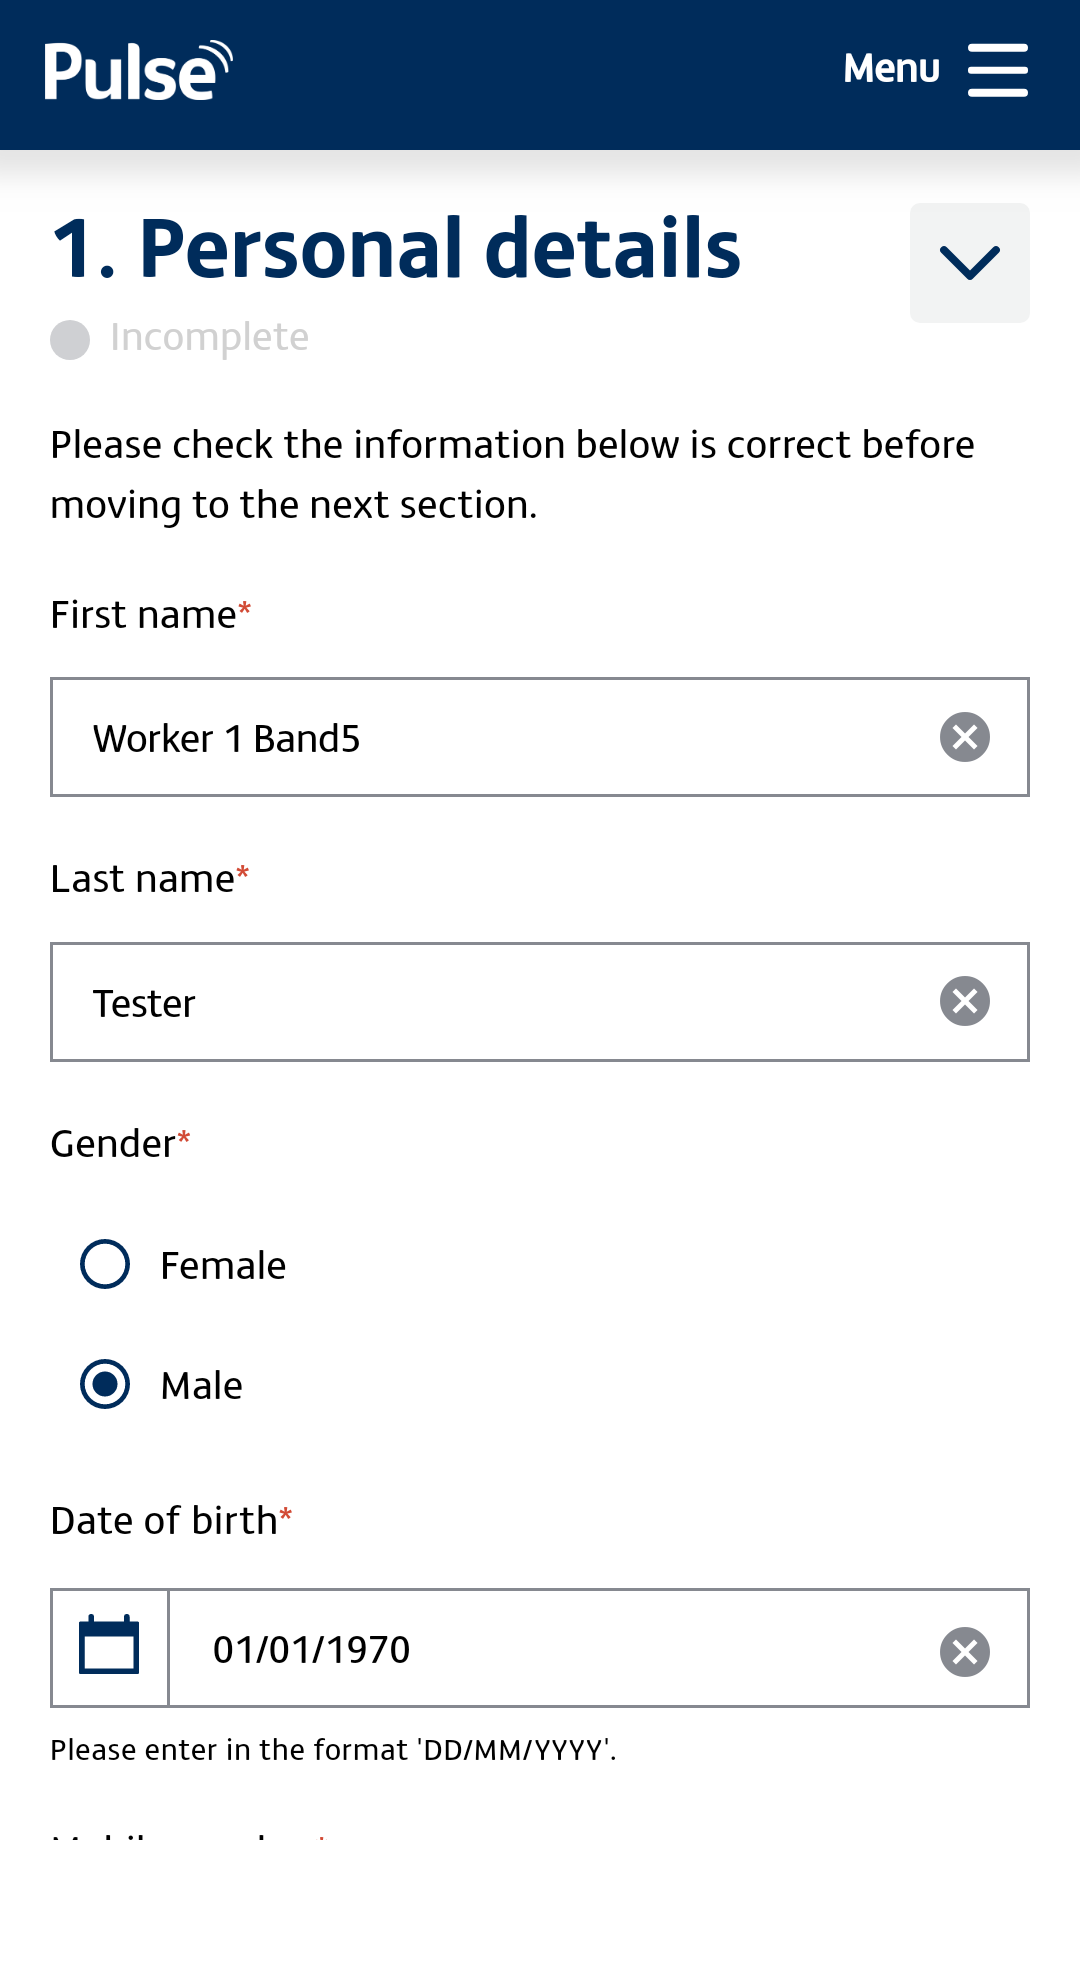 Pulse
Menu
1. Personal details
Incomplete
Please check the information below is correct before
moving to the next section.
First name*
Worker 1 Band5
Last name*
Tester
Gender*
Female
Male
Date of birth*
01/01/1970
Please enter in the format 'DD/MM/YYYY'.